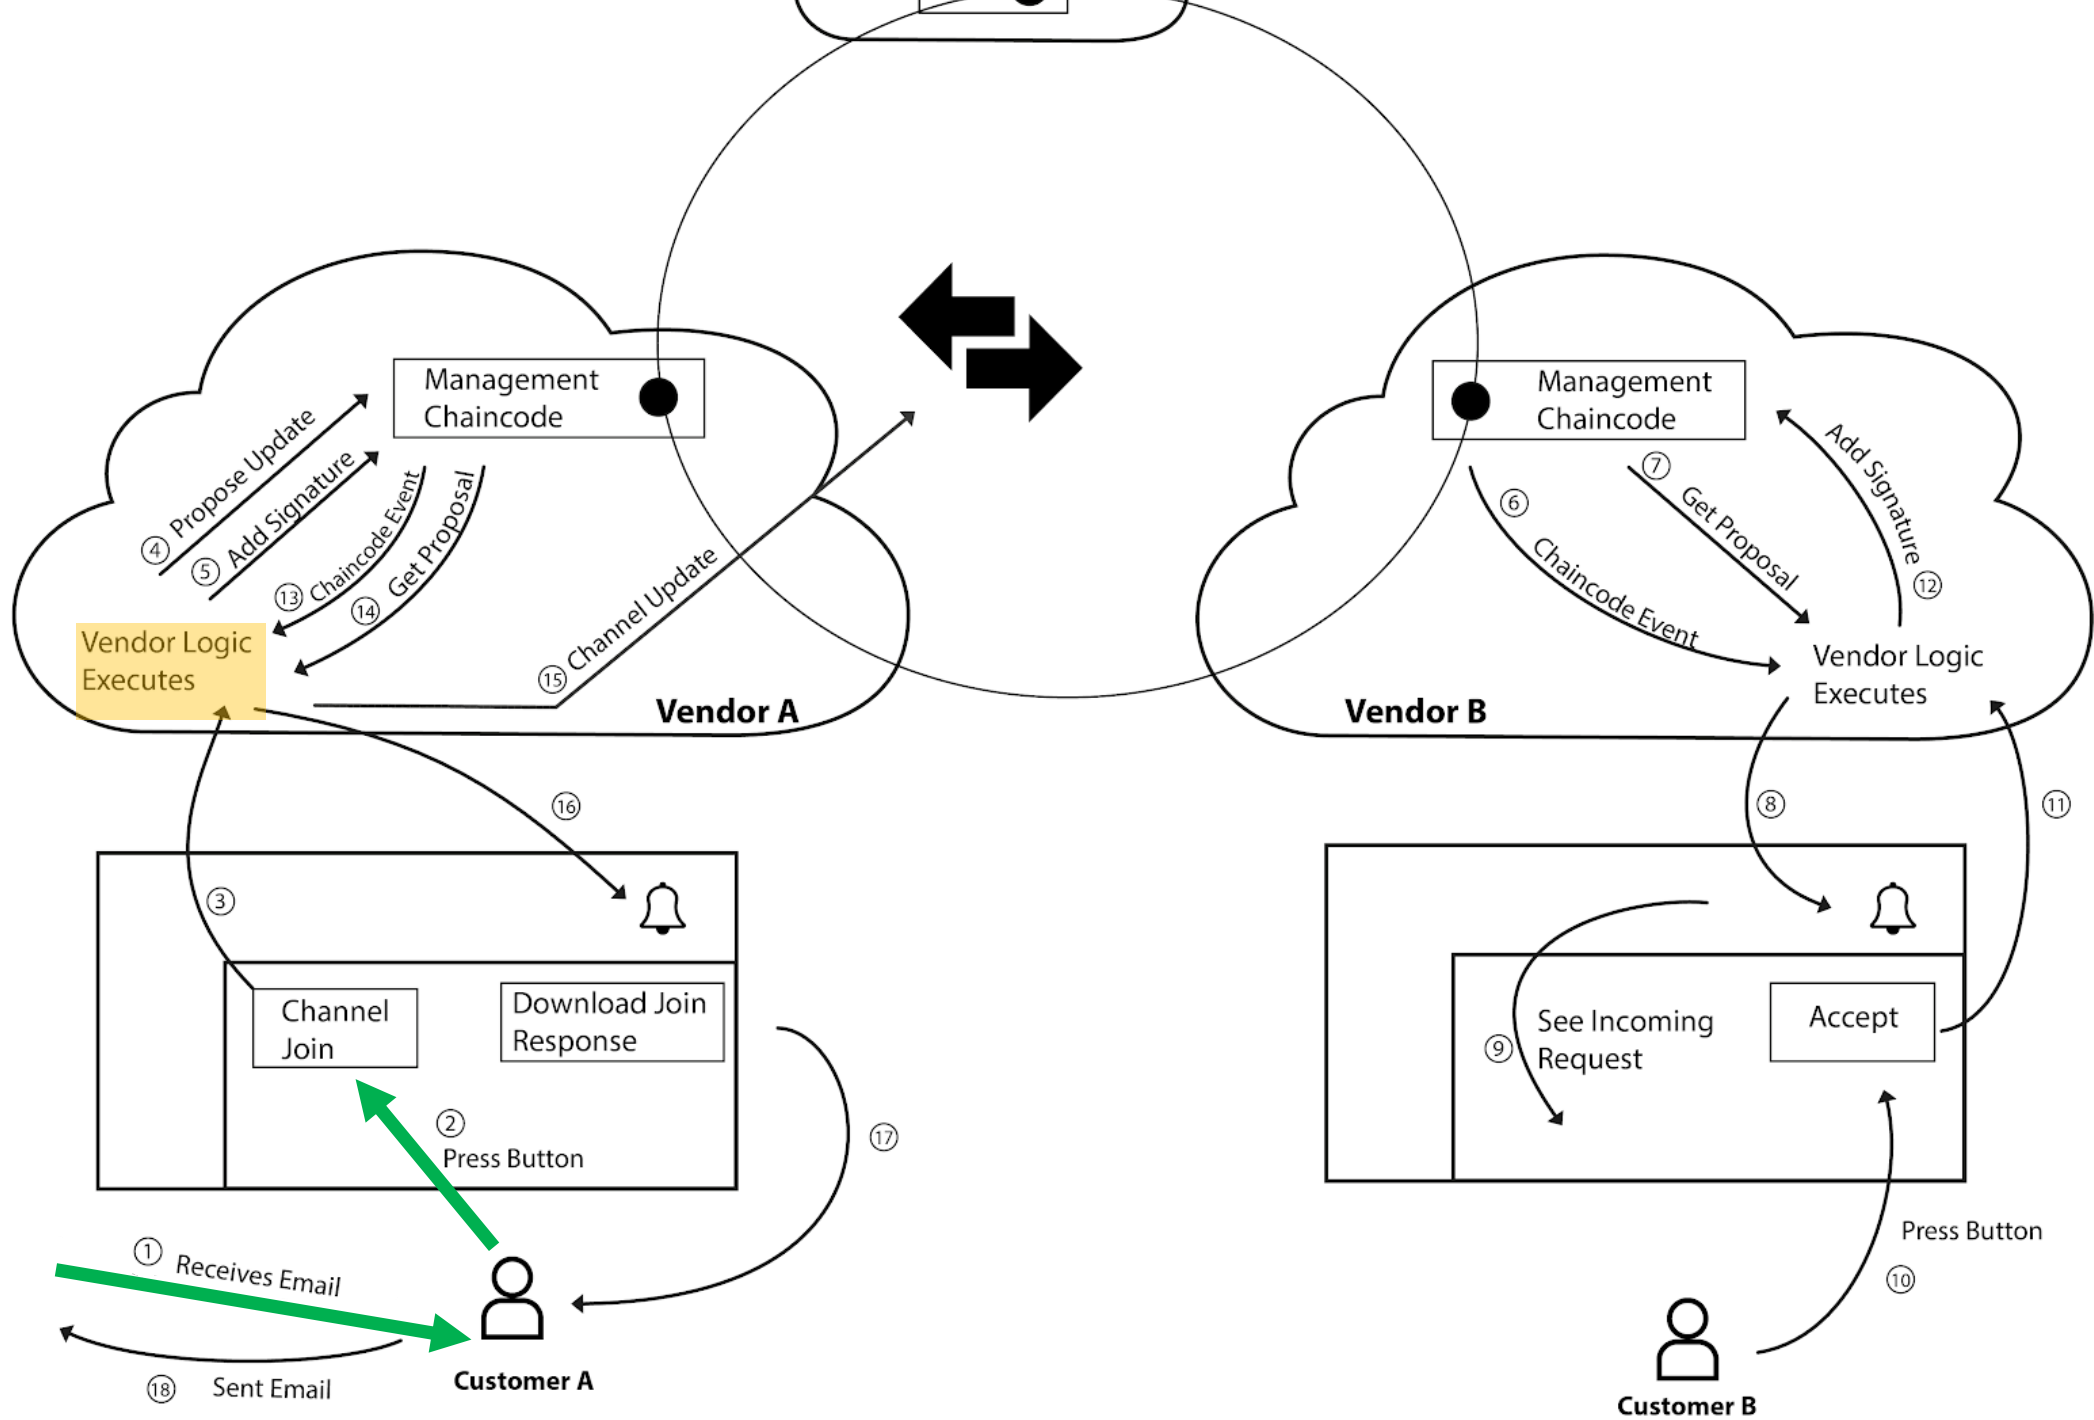 Management
Chaincode
④ Propose Update
⑤ Add Signature
⑬ Chaincode Event
⑭ Get Proposal
⑮ Channel Update
Vendor Logic
Executes
Vendor A
Management
Chaincode
⑥ Chaincode Event
⑦ Get Proposal
Add Signature ⑫
Vendor Logic
Executes
Vendor B
③
⑯
Channel
Join
Download Join
Response
②
Press Button
⑰
① Receives Email
⑱ Sent Email
Customer A
⑧
⑪
⑨
See Incoming
Request
Accept
Press Button
⑩
Customer B